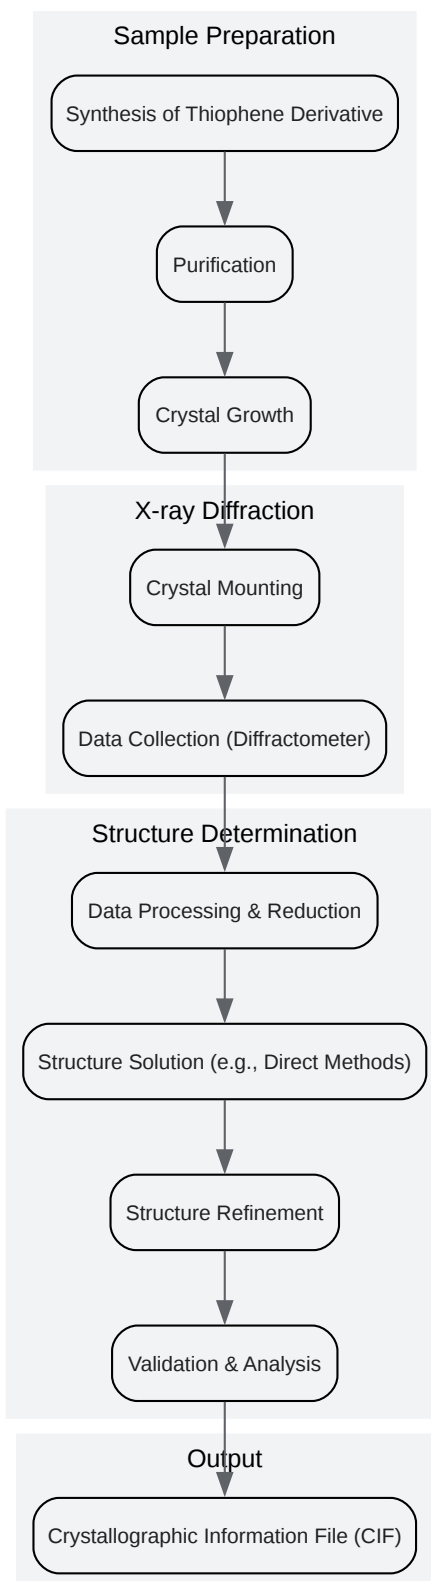 Sample Preparation
Synthesis of Thiophene Derivative
Purification
Crystal Growth
X-ray Diffraction
Crystal Mounting
Data Collection (Diffractometer)
Structure Determination
Data Processing & Reduction
Structure Solution (e.g., Direct Methods)
Structure Refinement
Validation & Analysis
Output
Crystallographic Information File (CIF)